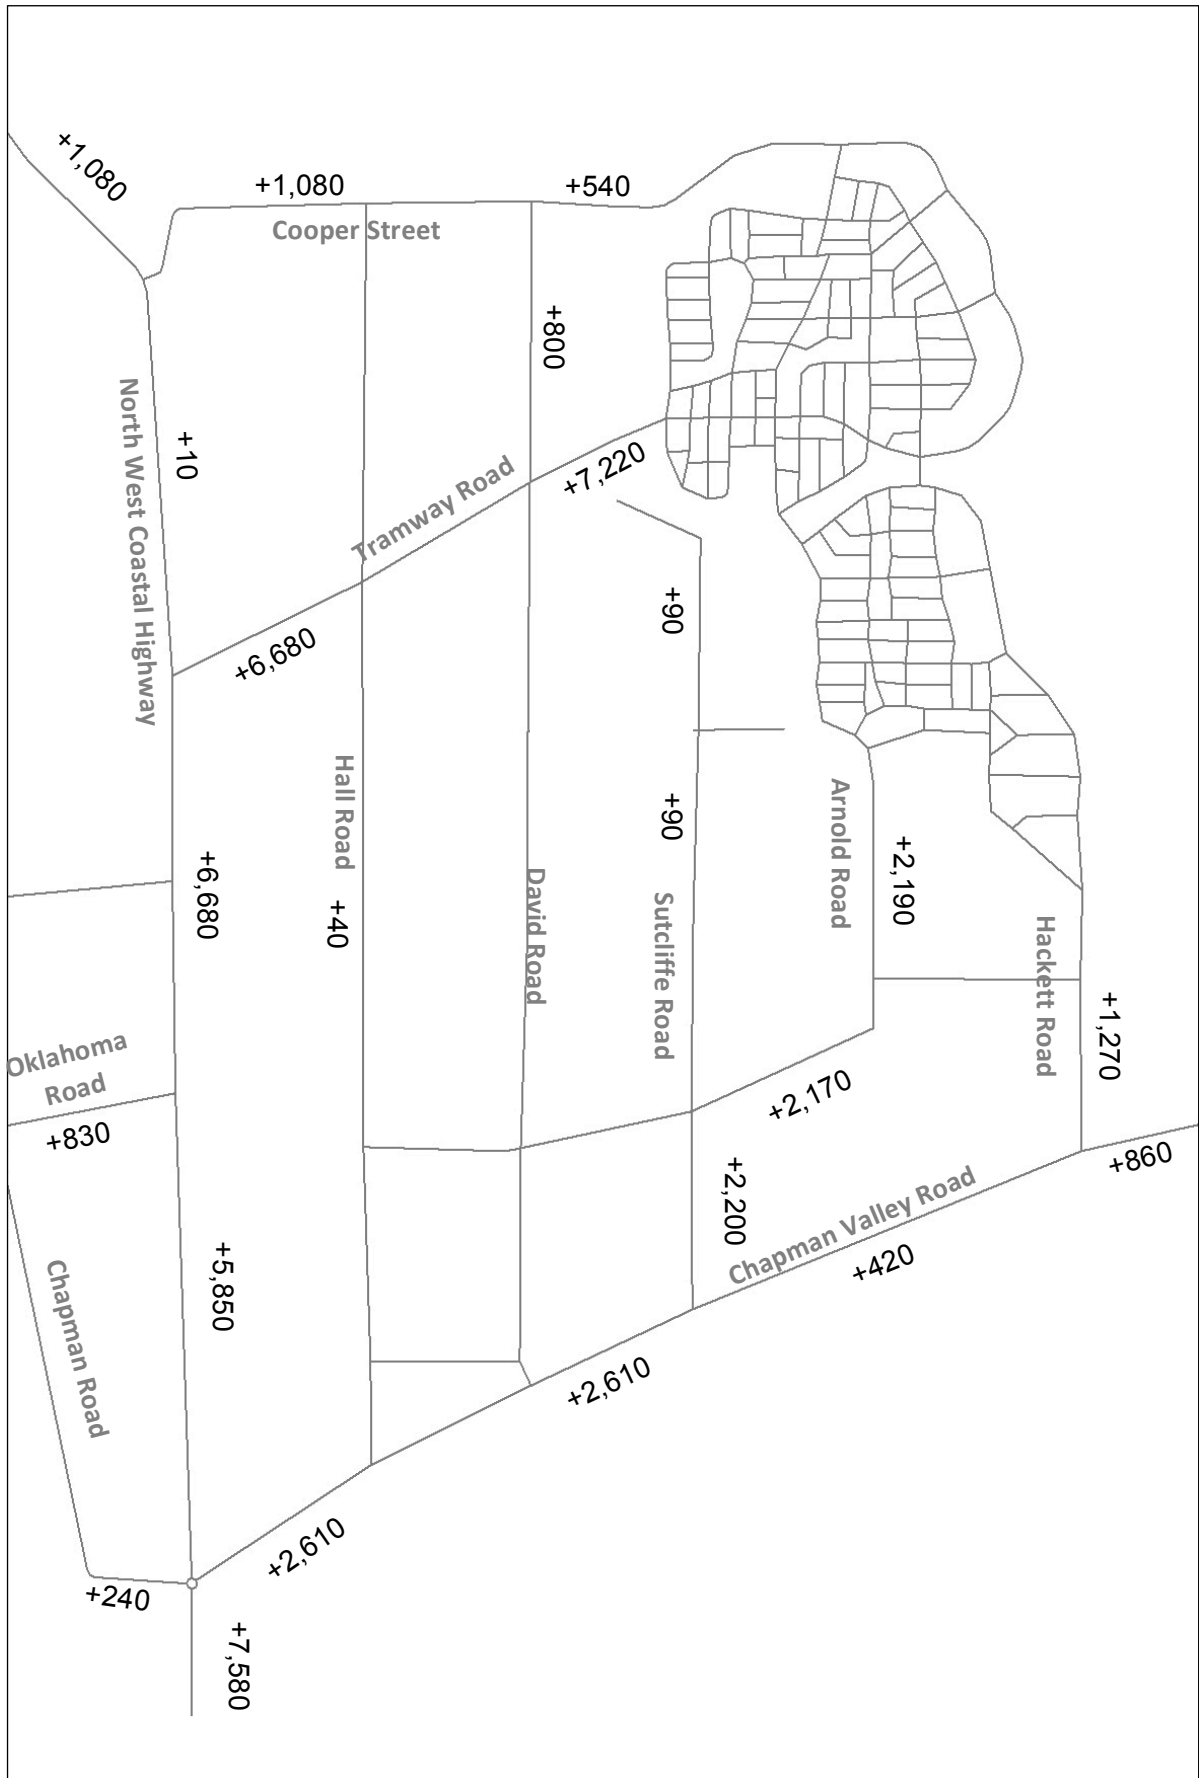 +1,080
+1,080
+540
Cooper Street
+800
North West Coastal Highway
+10
Tramway Road
+7,220
+90
+6,680
Hall Road
+90
Arnold Road
+2,190
+6,680
David Road
+40
Sutcliffe Road
Hackett Road
+1,270
Oklahoma
Road
+830
+2,170
+2,200
+860
Chapman Valley Road
+420
+5,850
Chapman Road
+2,610
+2,610
+240
+7,580